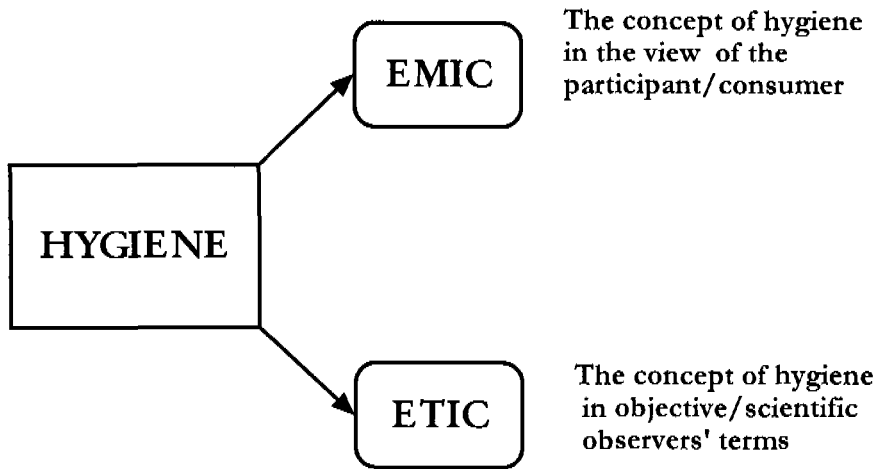 The concept of hygiene
in the view of the
participant/consumer
EMIC
HYGIENE
ETIC
The concept of hygiene
in objective/scientific
observers' terms